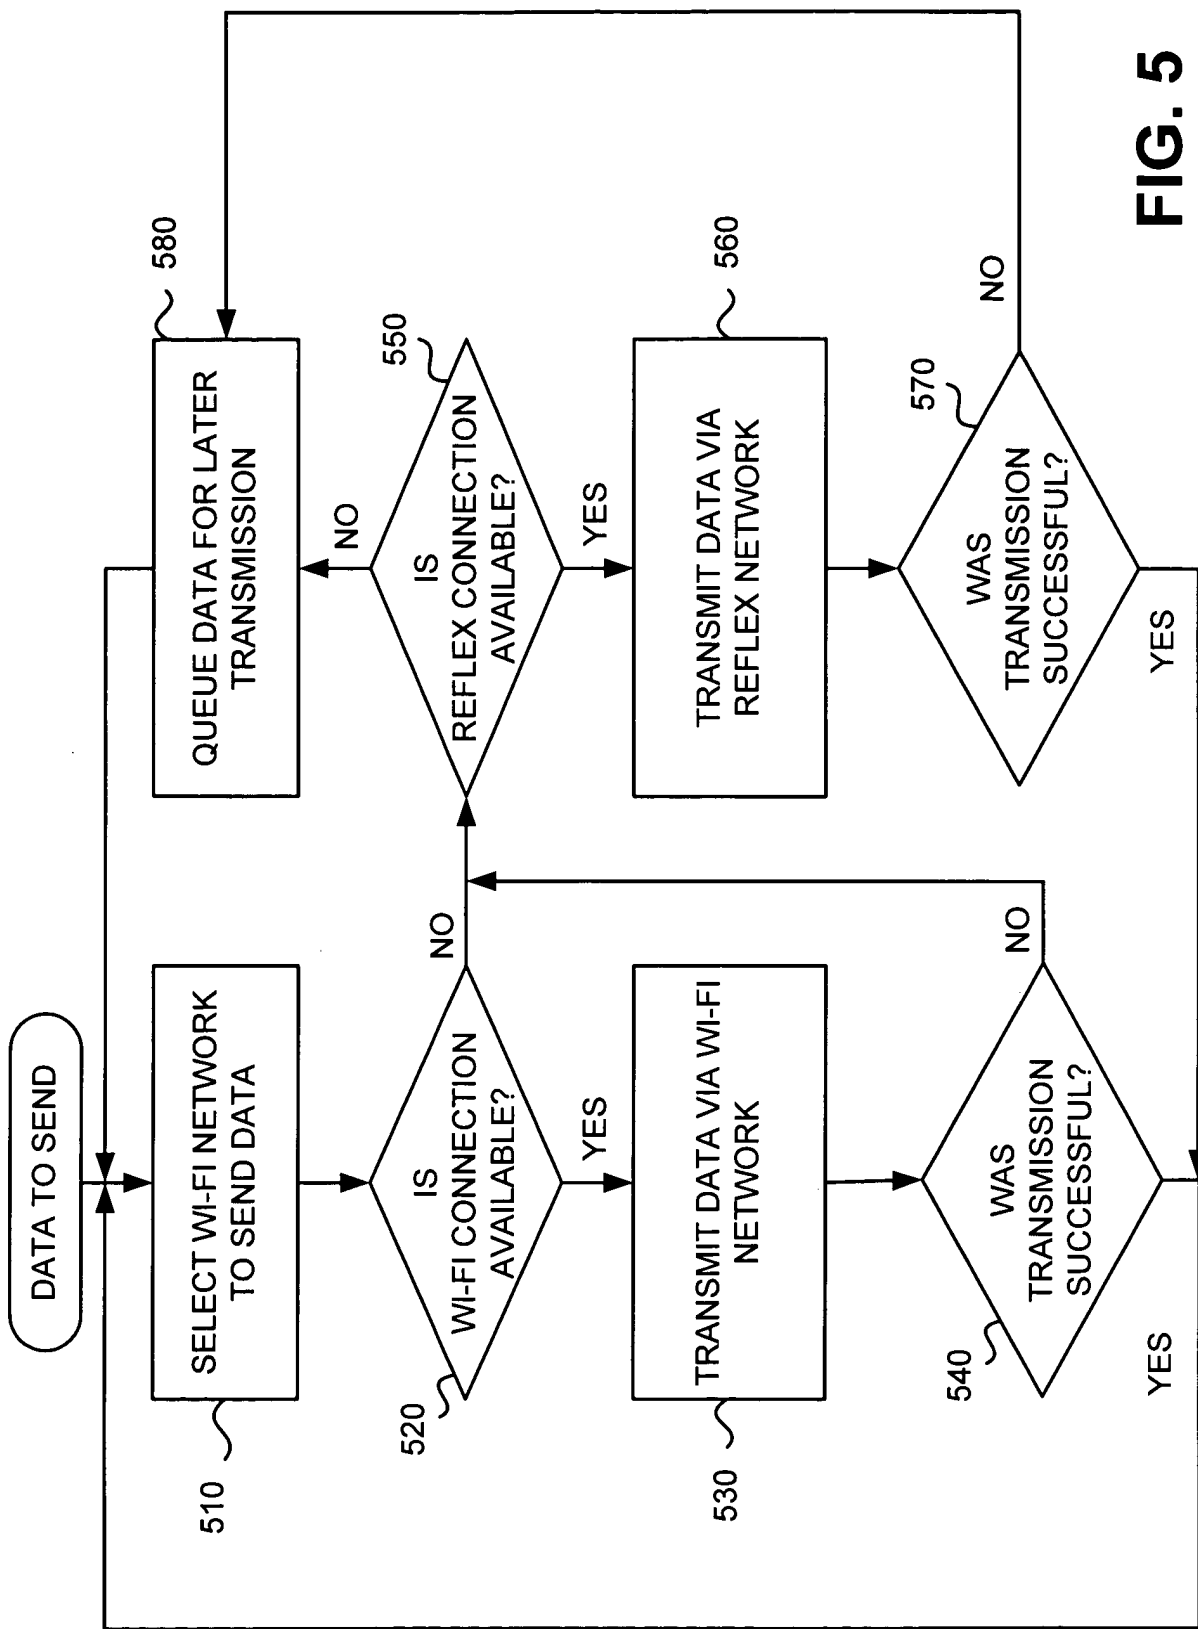 DATA TO SEND
SELECT WI-FI NETWORK
TO SEND DATA
510
IS
WI-FI CONNECTION
AVAILABLE?
520
NO
YES
TRANSMIT DATA VIA WI-FI
NETWORK
530
WAS
TRANSMISSION
SUCCESSFUL?
540
NO
YES
QUEUE DATA FOR LATER
TRANSMISSION
580
NO
IS
REFLEX CONNECTION
AVAILABLE?
550
YES
TRANSMIT DATA VIA
REFLEX NETWORK
560
WAS
TRANSMISSION
SUCCESSFUL?
570
NO
YES
FIG. 5